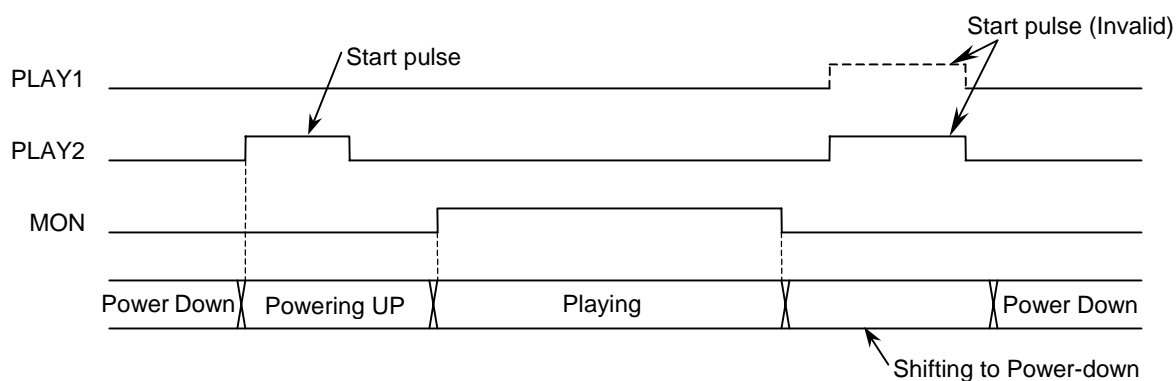 Start pulse (Invalid)
Start pulse
PLAY1
PLAY2
MON
Power Down
Powering UP
Playing
Power Down
Shifting to Power-down